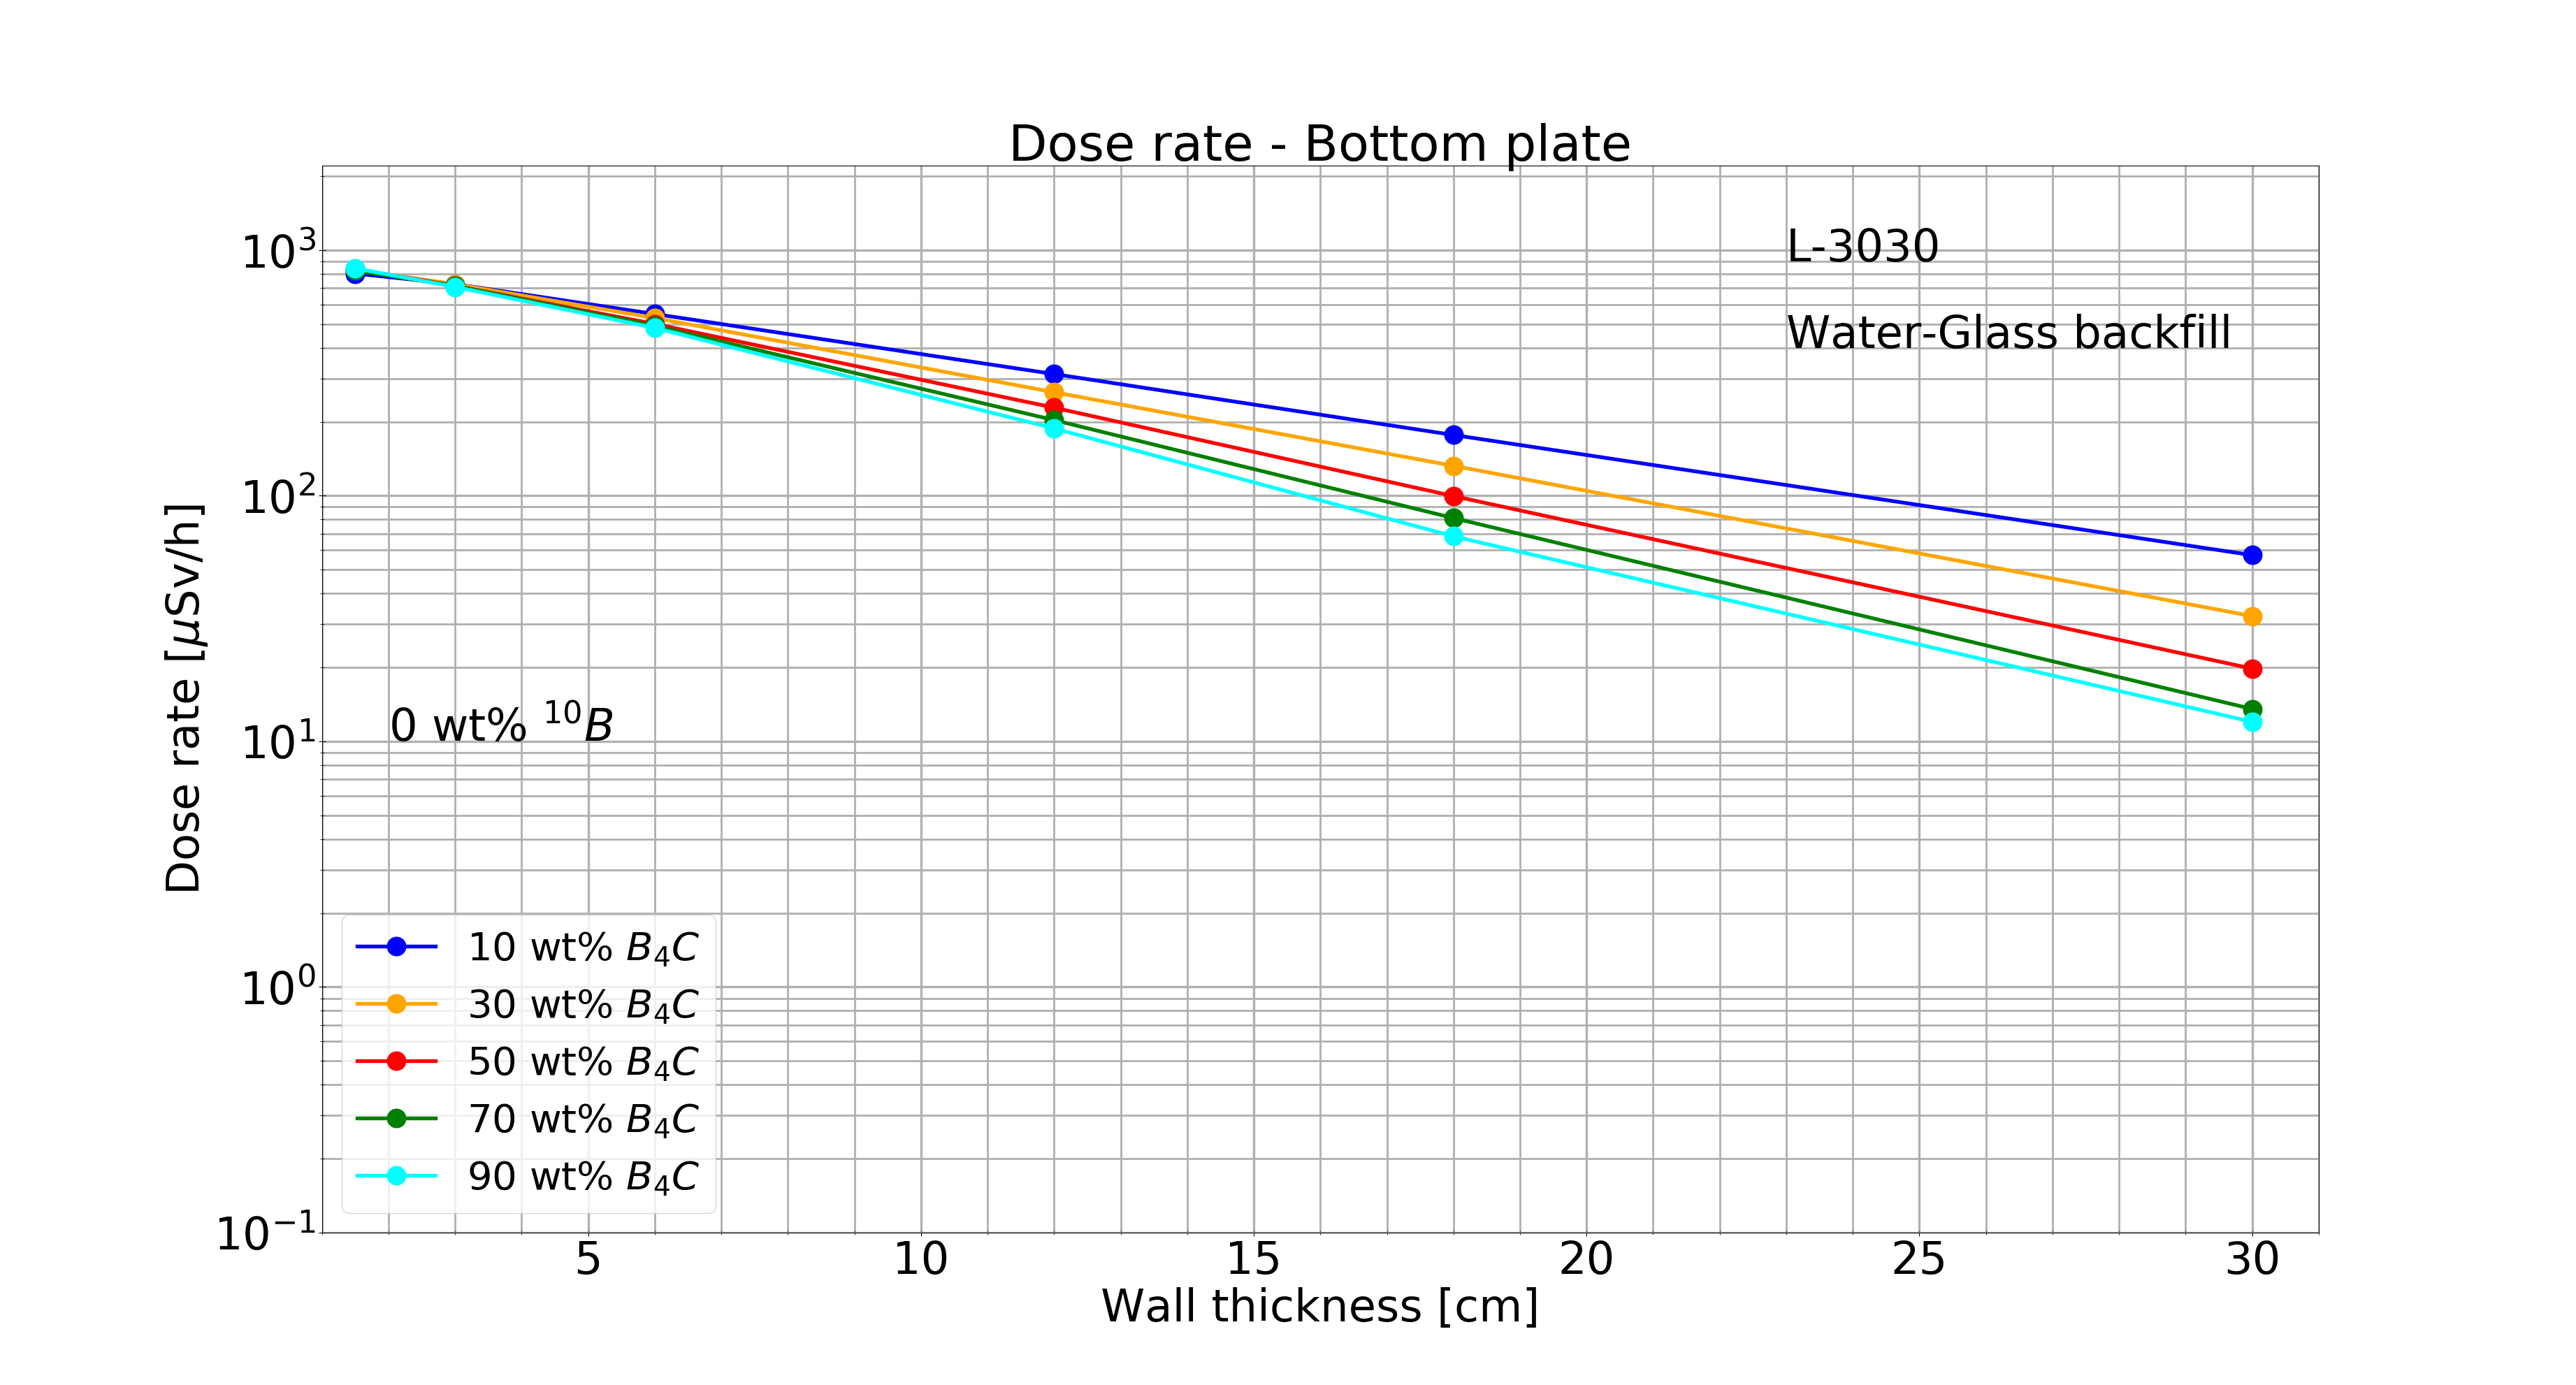 Dose rate - Bottom plate
L-3030
Water-Glass backfill
0 wt% ¹⁰B
Dose rate [μSv/h]
10³
10²
10¹
10⁰
10⁻¹
10 wt% B₄C
30 wt% B₄C
50 wt% B₄C
70 wt% B₄C
90 wt% B₄C
5 10 15 20 25 30
Wall thickness [cm]